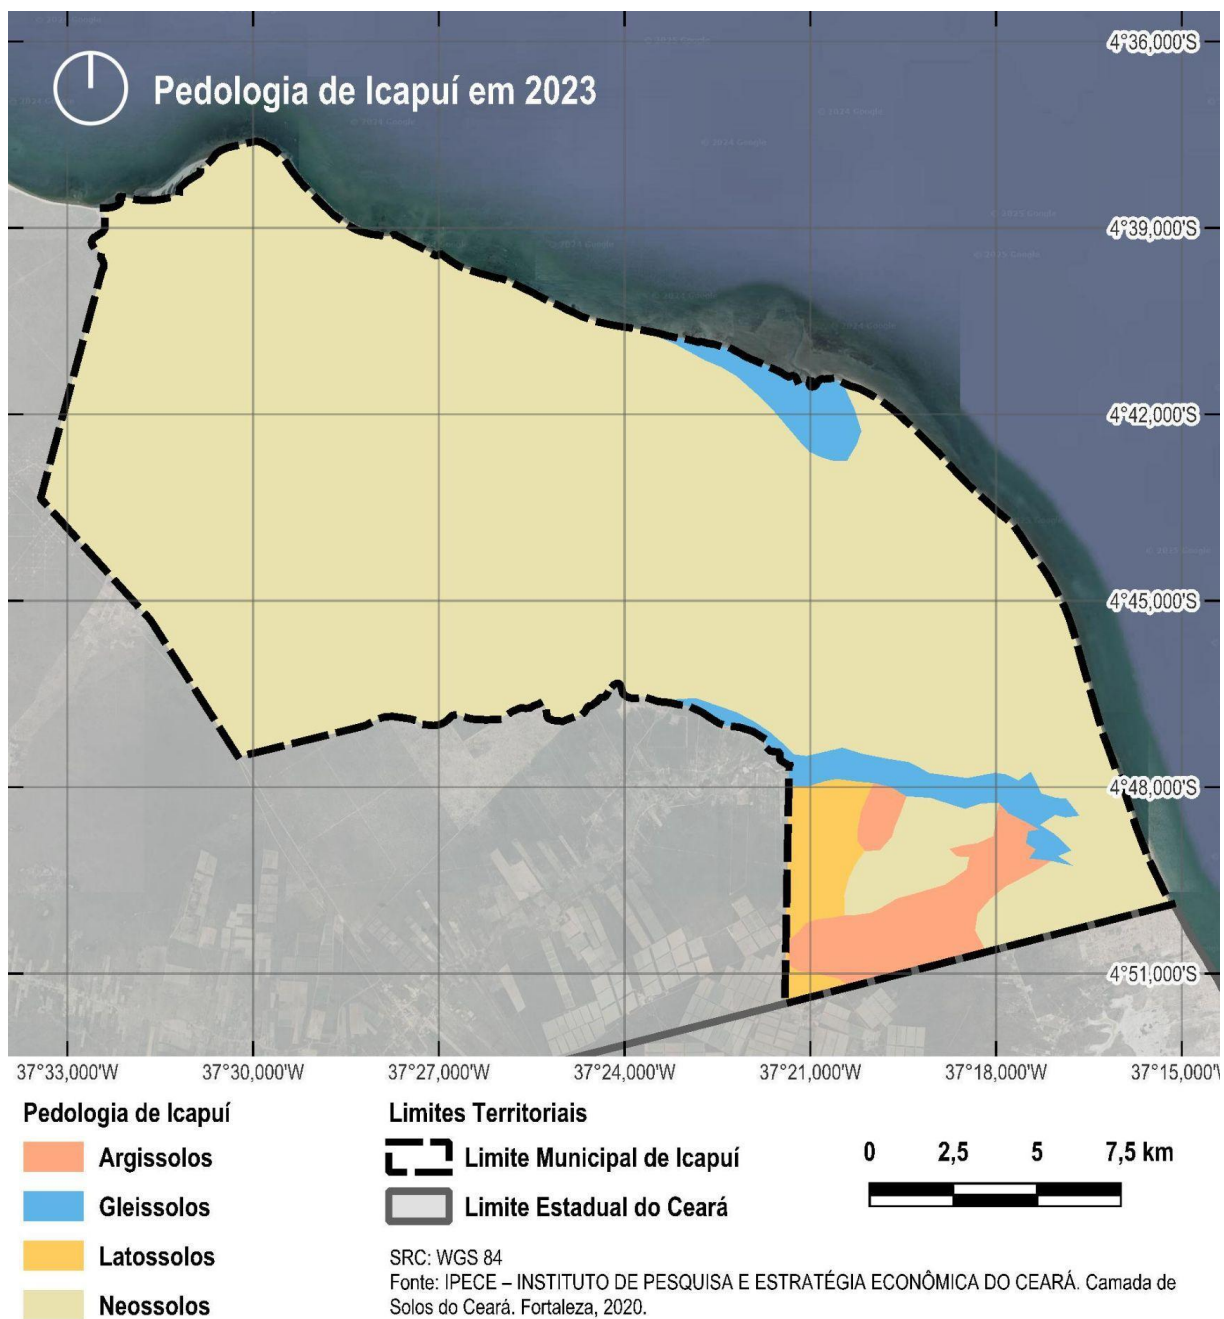 Pedologia de Icapuí em 2023
4°36,000'S
4°39,000'S
4°42,000'S
4°45,000'S
4°48,000'S
4°51,000'S
37°33,000'W
37°30,000'W
37°27,000'W
37°24,000'W
37°21,000'W
37°18,000'W
37°15,000'W
Pedologia de Icapuí
Argissolos
Gleissolos
Latossolos
Neossolos
Limites Territoriais
Limite Municipal de Icapuí
Limite Estadual do Ceará
0 2,5 5 7,5 km
SRC: WGS 84
Fonte: IPECE – INSTITUTO DE PESQUISA E ESTRATÉGIA ECONÔMICA DO CEARÁ. Camada de
Solos do Ceará. Fortaleza, 2020.